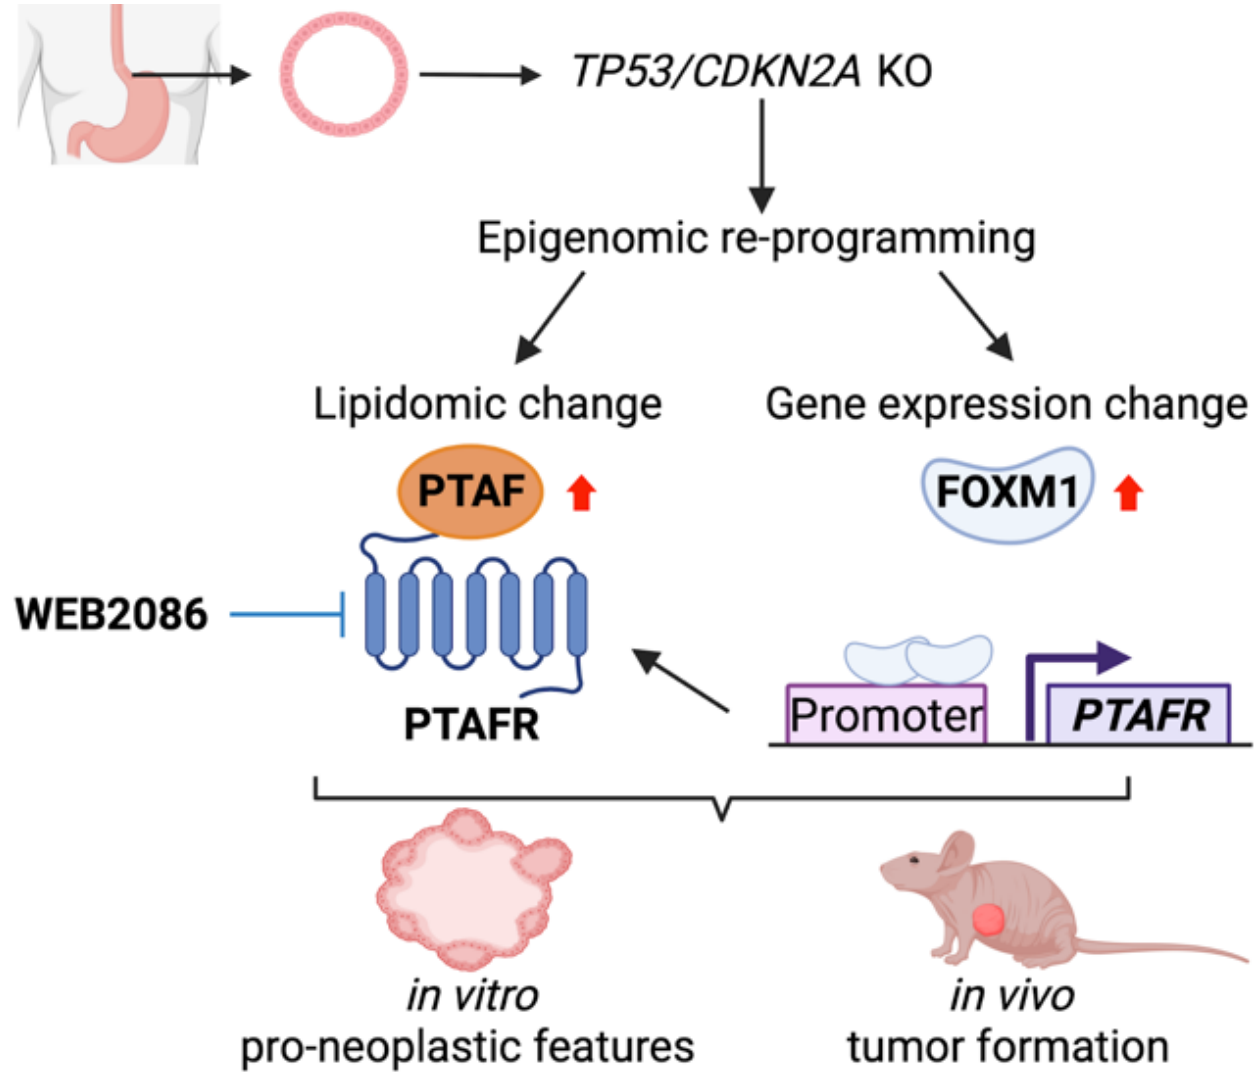 TP53/CDKN2A KO
Epigenomic re-programming
Lipidomic change
Gene expression change
PTAF
FOXM1
WEB2086
PTAFR
Promoter
PTAFR
in vitro
pro-neoplastic features
in vivo
tumor formation